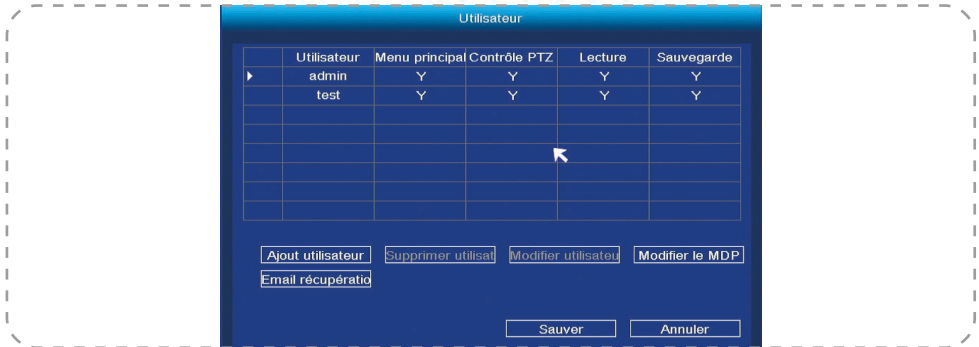 Utilisateur
Utilisateur Menu principal Contrôle PTZ Lecture Sauvegarde
admin Y Y Y Y
test Y Y Y Y
Ajout utilisateur Supprimer utilisat Modifier utilisateu Modifier le MDP
Email récupératio
Sauver Annuler